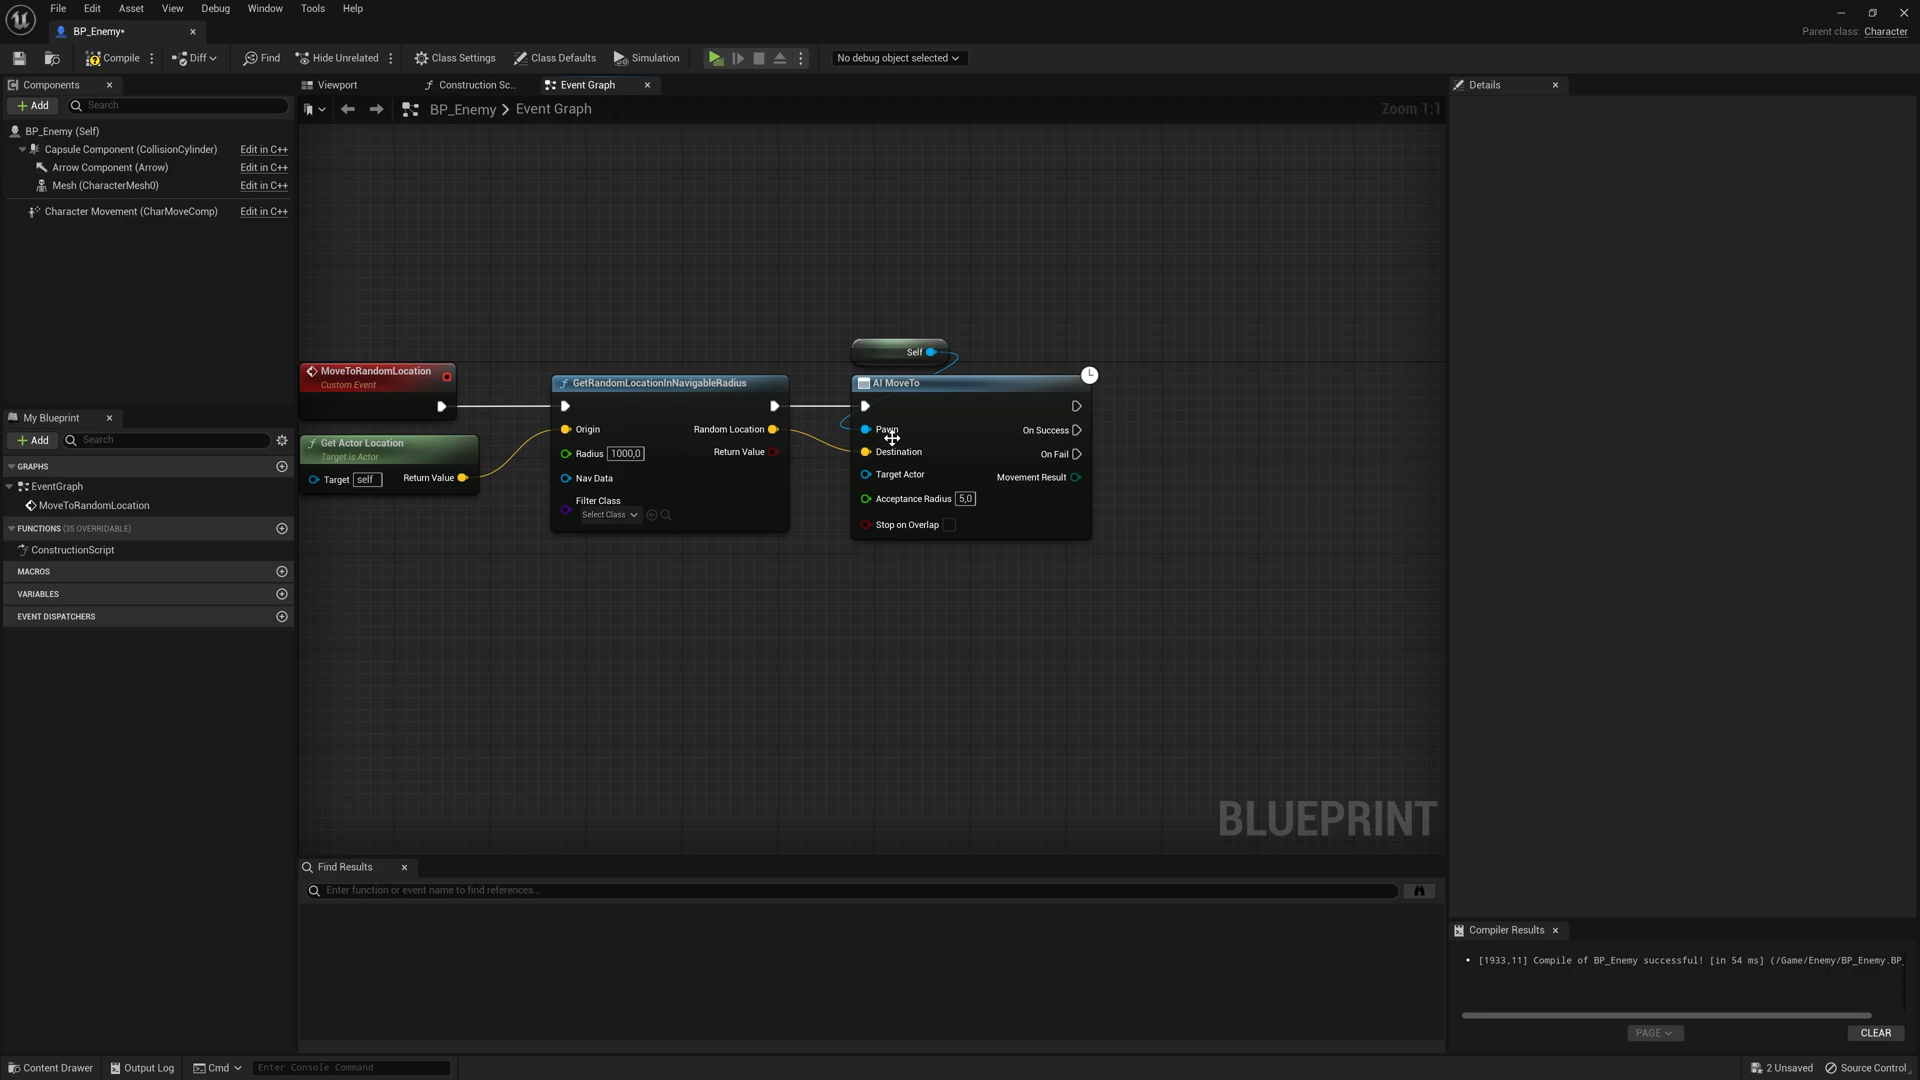 File Edit Asset View Debug Window Tools Help
BP_Enemy*
Parent class: Character
Compile Diff Find Hide Unrelated Class Settings Class Defaults Simulation No debug object selected
Components Viewport Construction Sc... Event Graph Details
Add Search
BP_Enemy > Event Graph Zoom 1:1
BP_Enemy (Self)
Capsule Component (CollisionCylinder) Edit in C++
Arrow Component (Arrow) Edit in C++
Mesh (CharacterMesh0) Edit in C++
Character Movement (CharMoveComp) Edit in C++
My Blueprint
Add Search
GRAPHS
EventGraph
MoveToRandomLocation
FUNCTIONS (35 OVERRIDABLE)
ConstructionScript
MACROS
VARIABLES
EVENT DISPATCHERS
MoveToRandomLocation
Custom Event
Get Actor Location
Target is Actor
Target self Return Value
GetRandomLocationInNavigableRadius
Origin Random Location
Radius 1000,0 Return Value
Nav Data
Filter Class
Select Class
Self
AI MoveTo
Pawn On Success
Destination On Fail
Target Actor Movement Result
Acceptance Radius 5,0
Stop on Overlap
BLUEPRINT
Find Results
Enter function or event name to find references...
Compiler Results
[1933,11] Compile of BP_Enemy successful! [in 54 ms] (/Game/Enemy/BP_Enemy.BP_
PAGE CLEAR
Content Drawer Output Log Cmd Enter Console Command 2 Unsaved Source Control